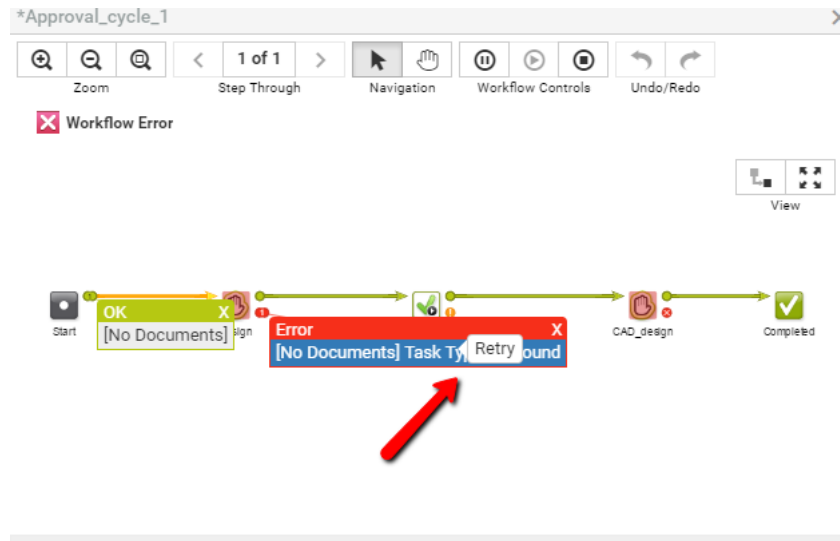 *Approval_cycle_1
1 of 1
Zoom
Step Through
Navigation
Workflow Controls
Undo/Redo
Workflow Error
View
OK X
[No Documents]
Error X
[No Documents] Task Retry ound
Start
sign
CAD_design
Completed